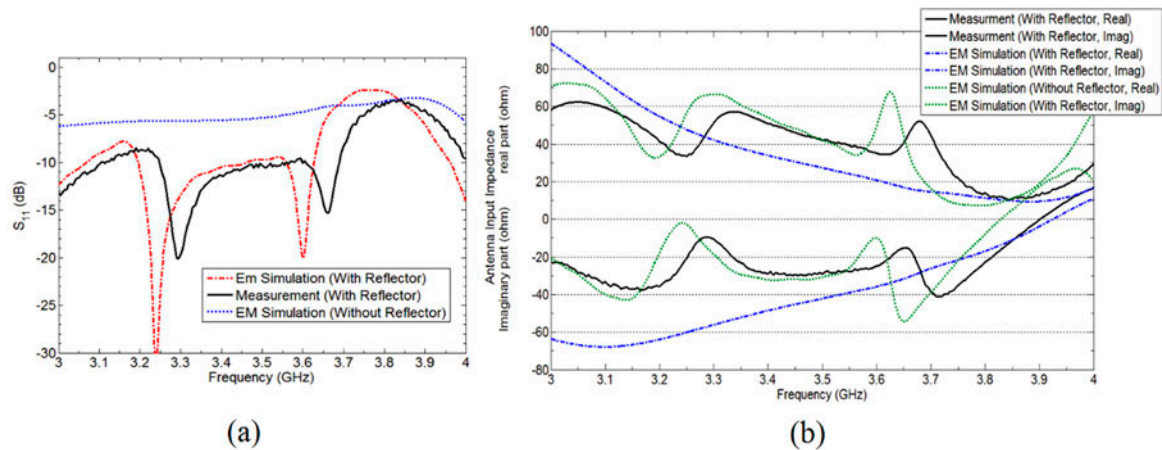 0
-5
-10
-15
-20
-25
-30
S11 (dB)
3 3.1 3.2 3.3 3.4 3.5 3.6 3.7 3.8 3.9 4
Frequency (GHz)
Em Simulation (With Reflector)
Measurement (With Reflector)
EM Simulation (Without Reflector)
(a)
Measurment (With Reflector, Real)
Measurment (With Reflector, Imag)
EM Simulation (With Reflector, Real)
EM Simulation (With Reflector, Imag)
EM Simulation (Without Reflector, Real)
EM Simulation (With Reflector, Imag)
100
80
60
40
20
0
-20
-40
-60
-80
Antenna Input Impedance
Imaginary part (ohm) real part (ohm)
3 3.1 3.2 3.3 3.4 3.5 3.6 3.7 3.8 3.9 4
Frequency (GHz)
(b)